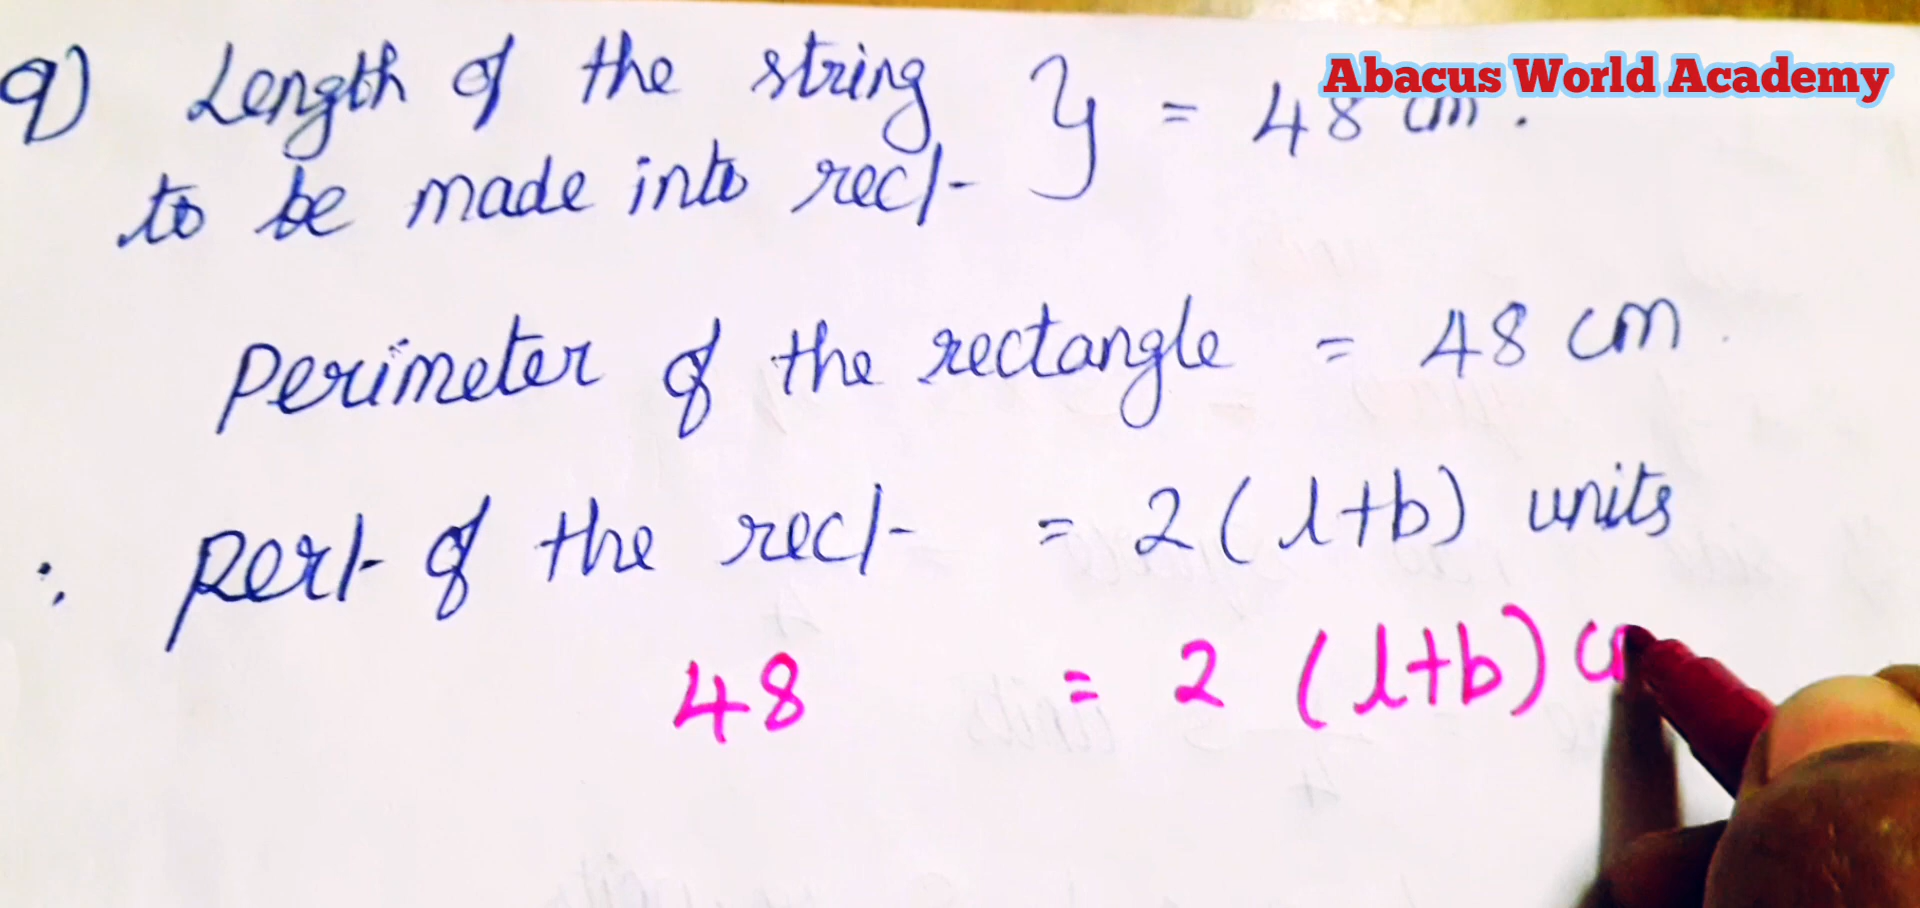 Abacus World Academy
9) Length of the string } = 48 cm.
to be made into rect-
Perimeter of the rectangle = 48 cm.
∴ Pert- of the rect- = 2 (l+b) units
48 = 2 (l+b) c